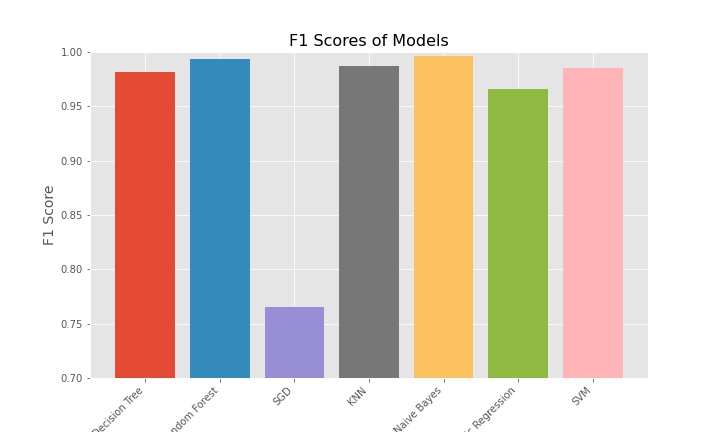 F1 Scores of Models
1.00
0.95
0.90
0.85
0.80
0.75
0.70
F1 Score
Decision Tree
ndom Forest
SGD
KNN
Naive Bayes
c Regression
SVM